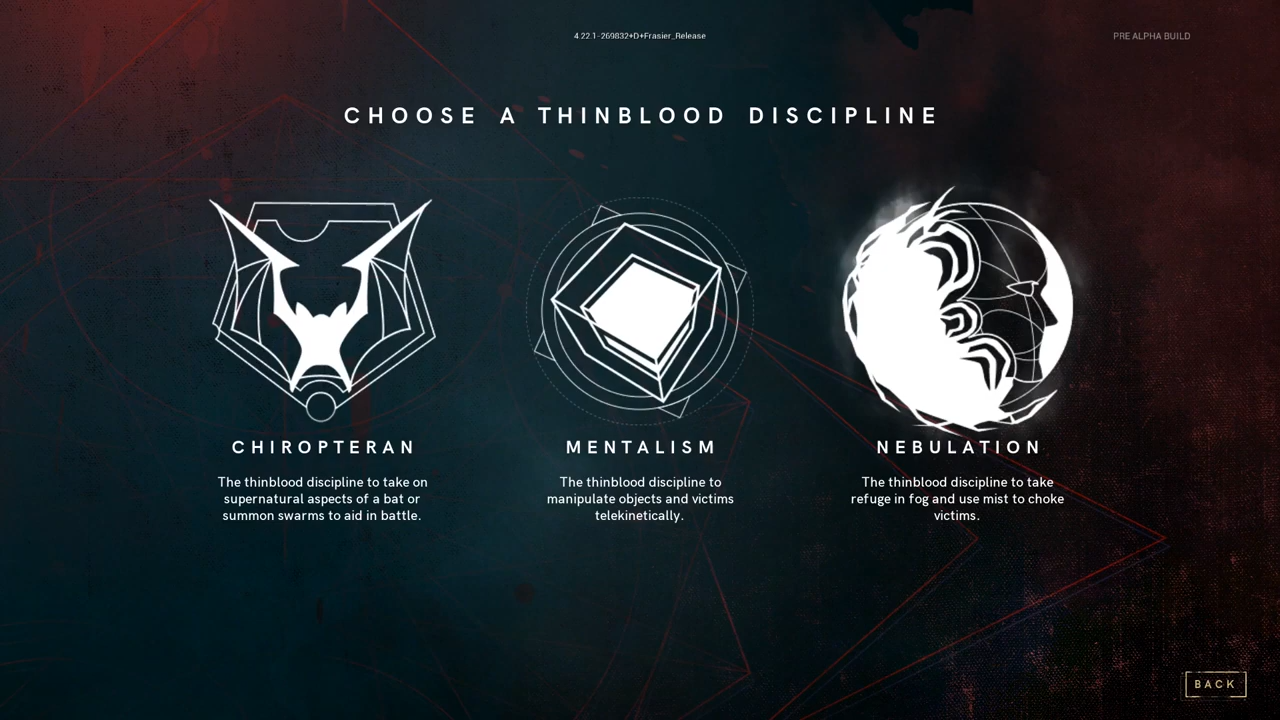 4.22.1-269832+D+Frasier_Release
PRE ALPHA BUILD
CHOOSE A THINBLOOD DISCIPLINE
CHIROPTERAN
The thinblood discipline to take on
supernatural aspects of a bat or
summon swarms to aid in battle.
MENTALISM
The thinblood discipline to
manipulate objects and victims
telekinetically.
NEBULATION
The thinblood discipline to take
refuge in fog and use mist to choke
victims.
BACK